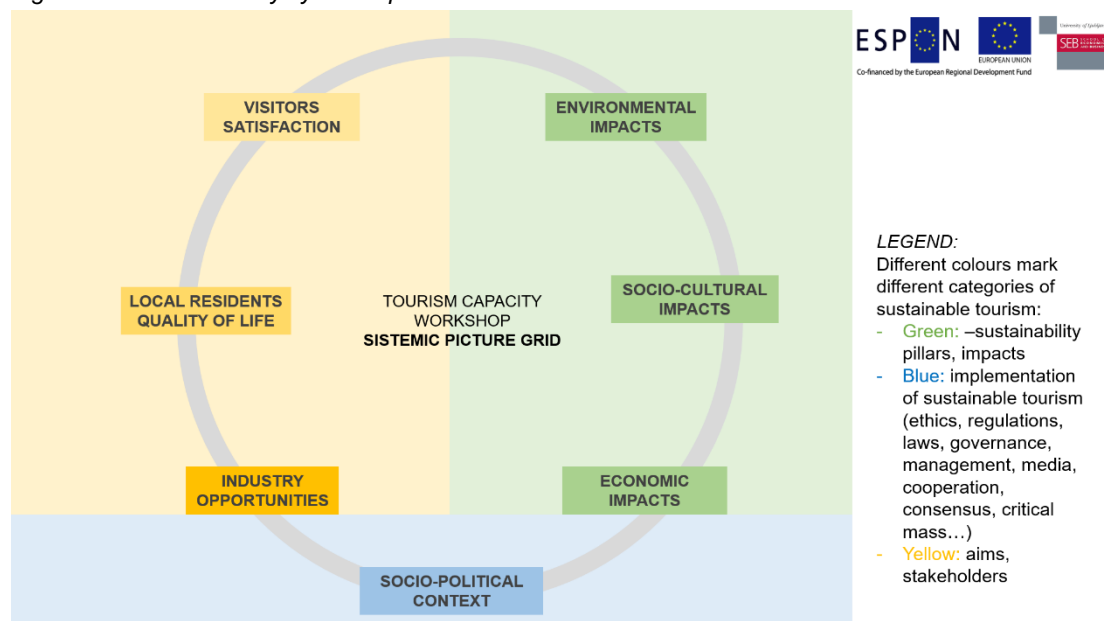 ESPON
EUROPEAN UNION
Co-financed by the European Regional Development Fund
SEB
VISITORS
SATISFACTION
ENVIRONMENTAL
IMPACTS
LOCAL RESIDENTS
QUALITY OF LIFE
TOURISM CAPACITY
WORKSHOP
SISTEMIC PICTURE GRID
SOCIO-CULTURAL
IMPACTS
INDUSTRY
OPPORTUNITIES
ECONOMIC
IMPACTS
SOCIO-POLITICAL
CONTEXT
LEGEND:
Different colours mark
different categories of
sustainable tourism:
- Green: –sustainability
pillars, impacts
- Blue: implementation
of sustainable tourism
(ethics, regulations,
laws, governance,
management, media,
cooperation,
consensus, critical
mass…)
- Yellow: aims,
stakeholders